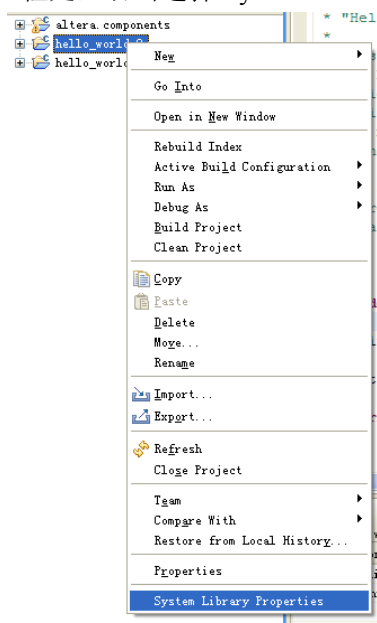 altera.components
* "Hel
hello_world_0
*
hello_world
New
Go Into
Open in New Window
Rebuild Index
Active Build Configuration
Run As
Debug As
Build Project
Clean Project
Copy
Paste
Delete
Move...
Rename
Import...
Export...
Refresh
Close Project
Team
Compare With
Restore from Local History...
Properties
System Library Properties